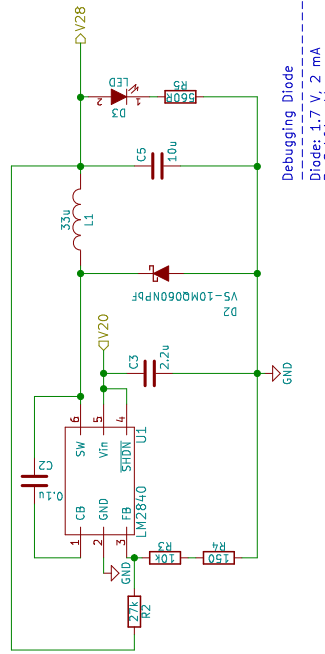 V28
LED
D3
2
1
R5
560R
C5
10u
33u
L1
VS-10MQ060NPbF
D2
V20
C3
2.2u
GND
C2
0.1u
6
5
4
SW
Vin
SHDN
U1
LM2840
CB
GND
FB
1
2
3
GND
R3
10k
R4
150
27k
R2
Debugging Diode
Diode: 1.7 V, 2 mA